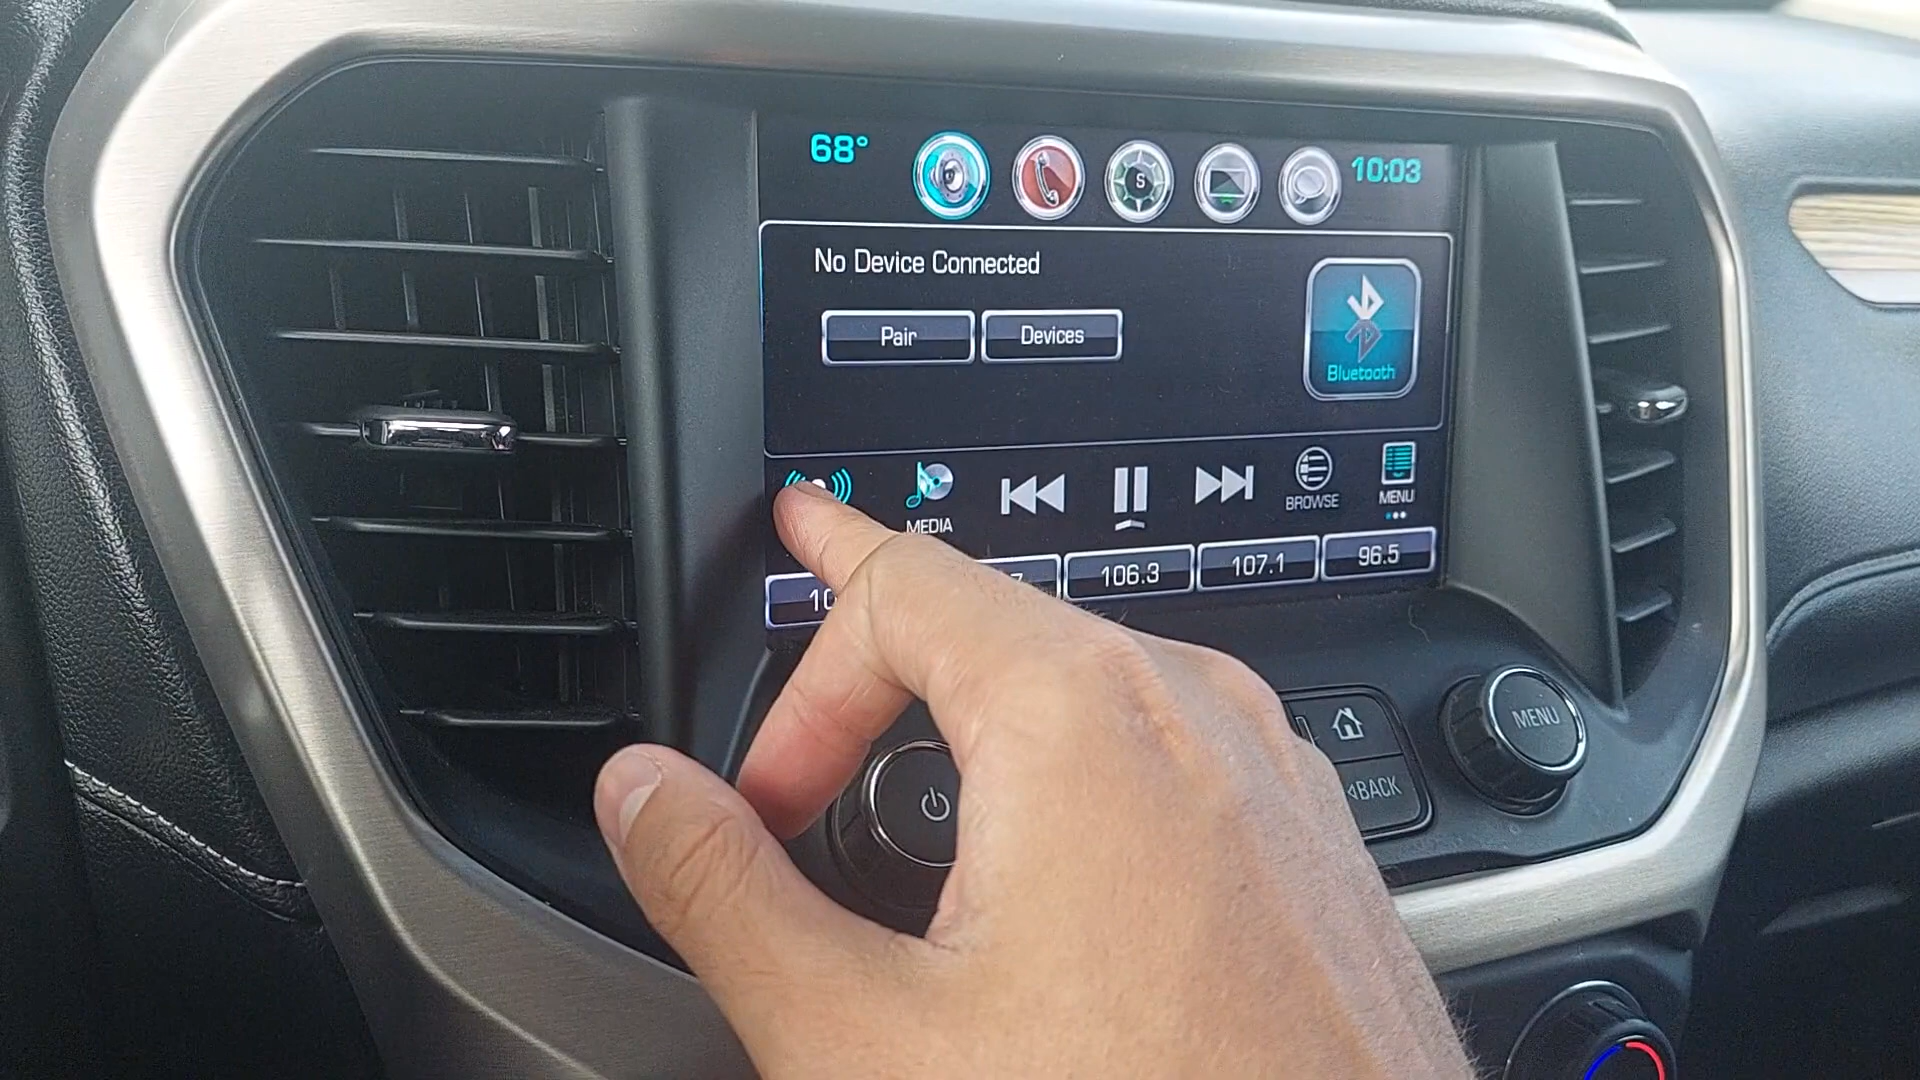 68° S 10:03
No Device Connected
Pair Devices
Bluetooth
MEDIA BROWSE MENU
106.3 107.1 96.5
MENU
BACK